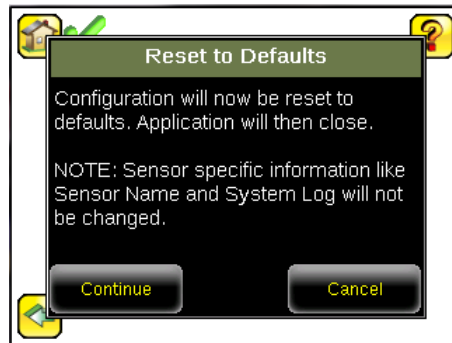 Reset to Defaults
Configuration will now be reset to
defaults. Application will then close.
NOTE: Sensor specific information like
Sensor Name and System Log will not
be changed.
Continue
Cancel